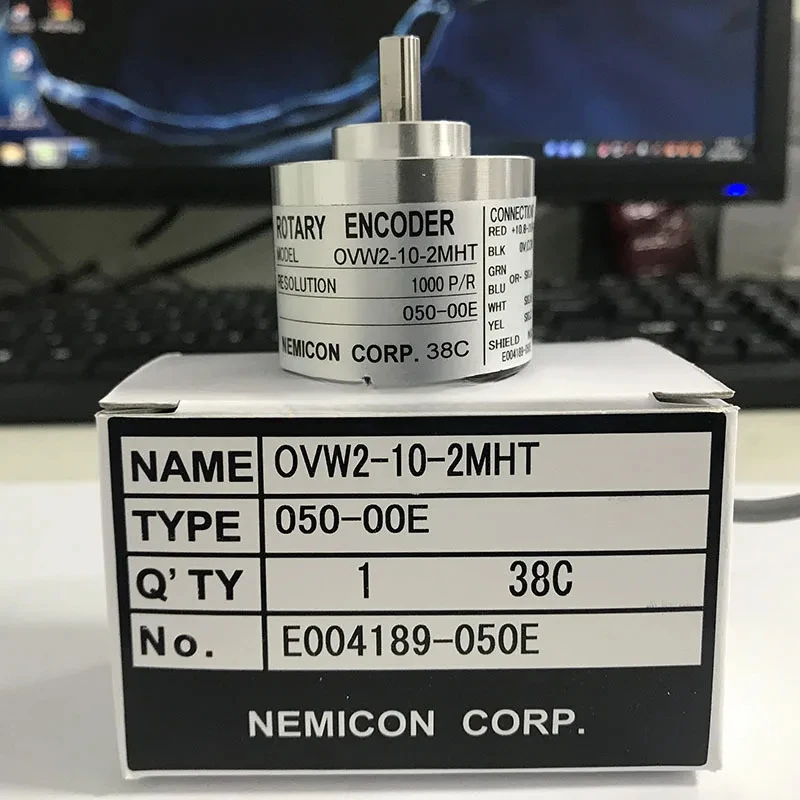 ROTARY ENCODER
MODEL OVW2-10-2MHT
RESOLUTION 1000 P/R
050-00E
NEMICON CORP. 38C
CONNECTION
RED
BLK
GRN
BLU
OR-
WHT
YEL
SHIELD
NAME OVW2-10-2MHT
TYPE 050-00E
Q'TY 1 38C
No. E004189-050E
NEMICON CORP.